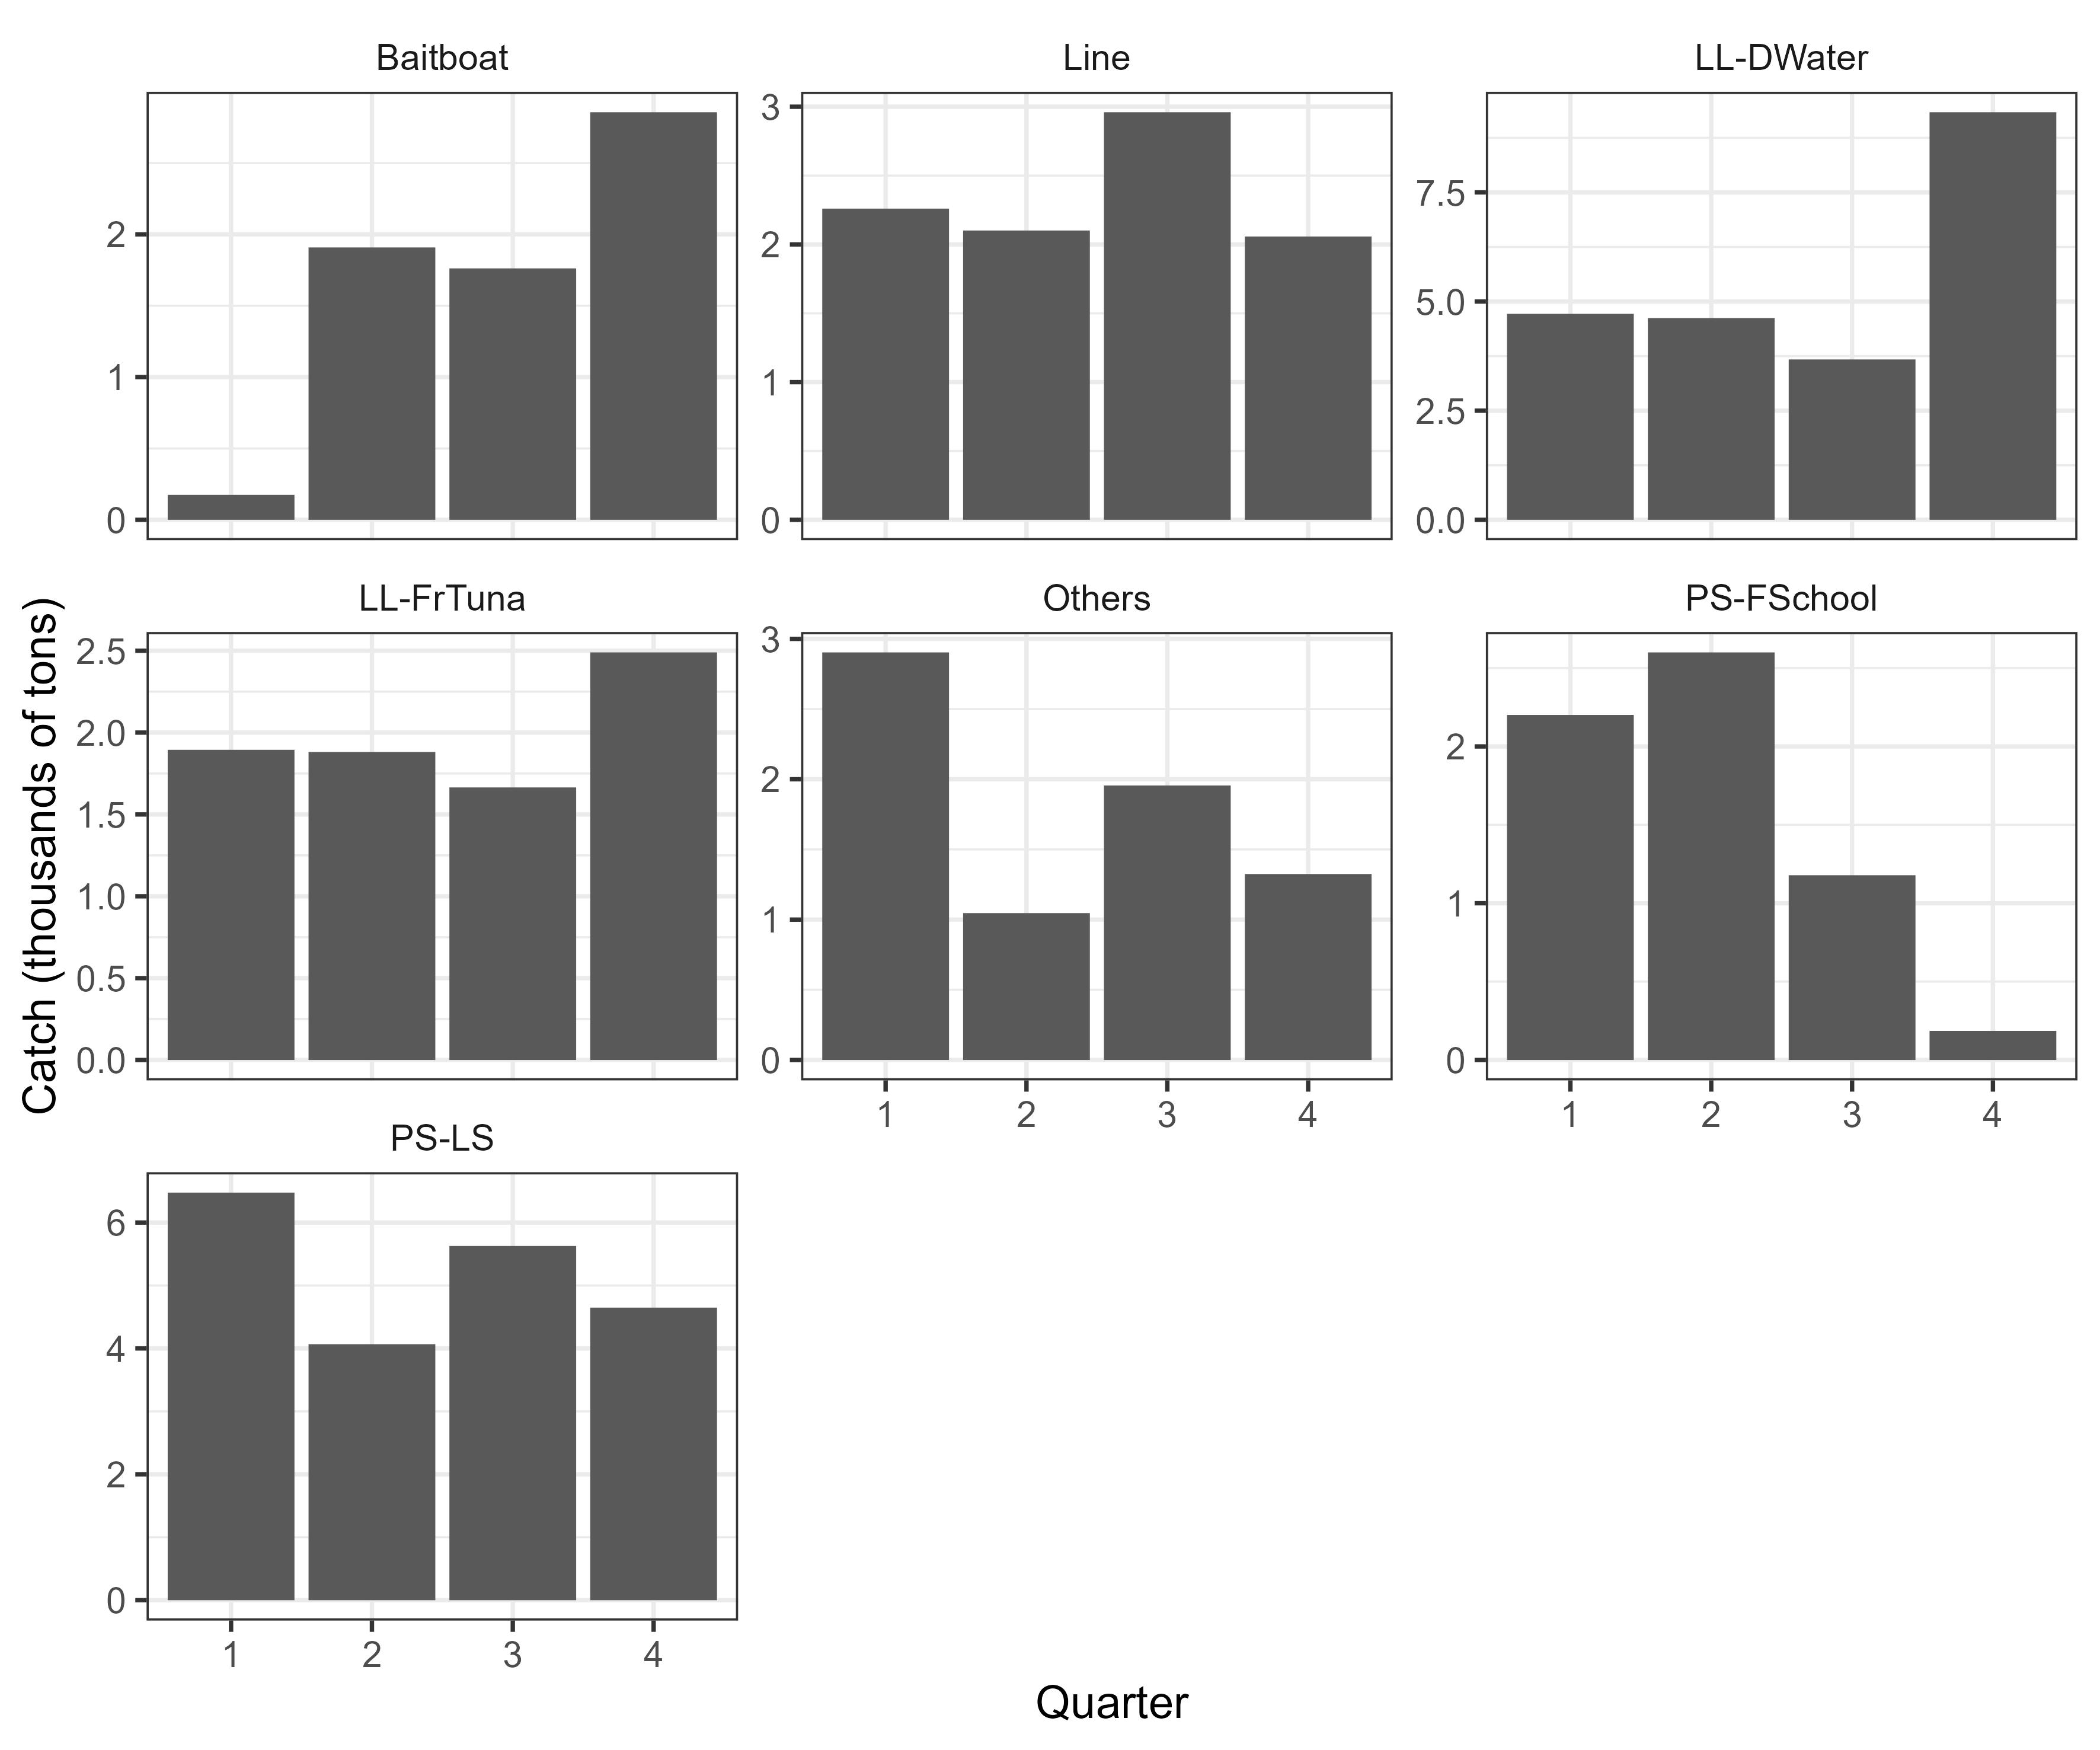 Baitboat
Line
LL-DWater
2
1
0
3
2
1
0
7.5
5.0
2.5
0.0
LL-FrTuna
Others
PS-FSchool
Catch (thousands of tons)
2.5
2.0
1.5
1.0
0.5
0.0
3
2
1
0
1 2 3 4
2
1
0
1 2 3 4
PS-LS
6
4
2
0
1 2 3 4
Quarter